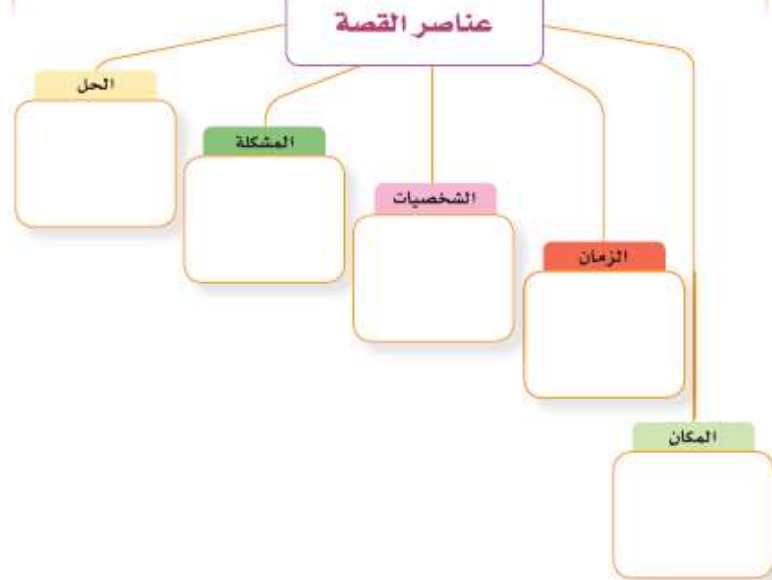 عناصر القصة
الحل
المشكلة
الشخصيات
الزمان
المكان